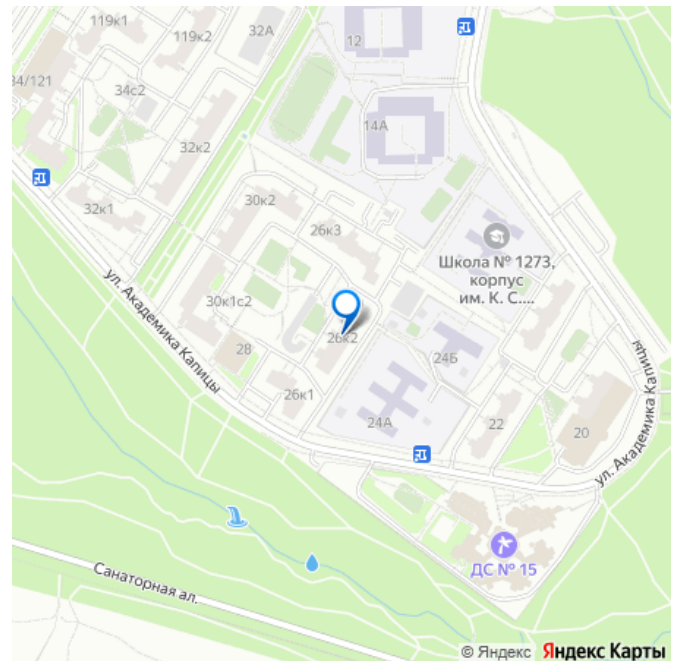 119к1
119к2
32А
12
34/121
34с2
14А
32к2
32к1
30к2
26к3
Школа № 1273,
корпус
им. К. С....
ул. Академика Капицы
30к1с2
28
26к2
24Б
26к1
24А
22
20
ул. Академика Капицы
ДС № 15
Санаторная ал.
© Яндекс Яндекс Карты